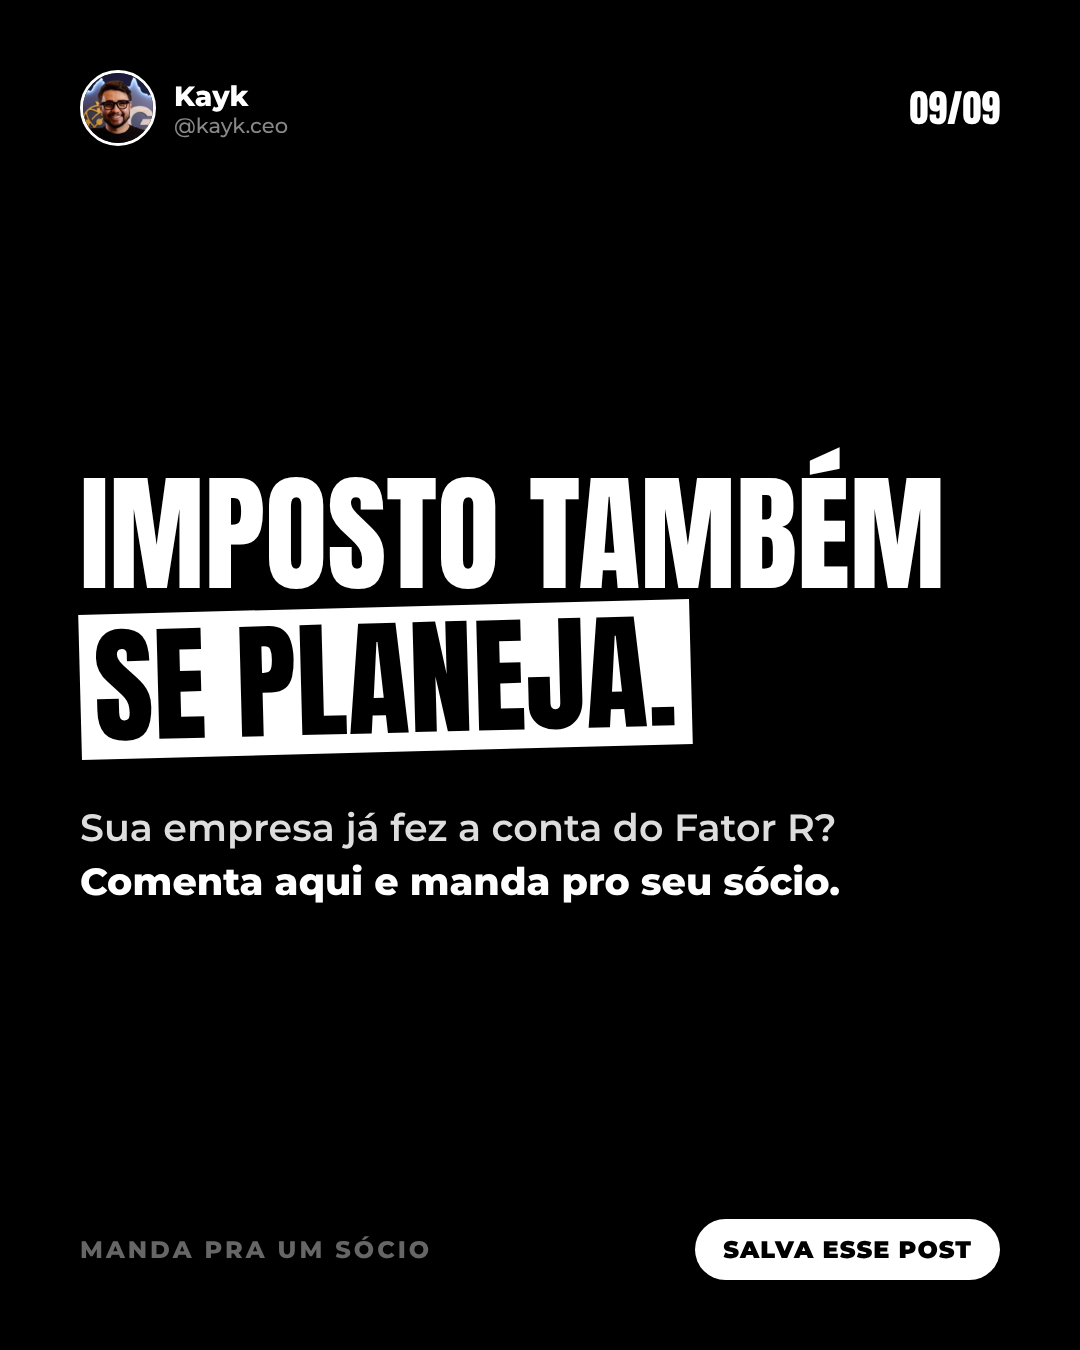 Kayk
@kayk.ceo
09/09
IMPOSTO TAMBÉM
SE PLANEJA.
Sua empresa já fez a conta do Fator R?
Comenta aqui e manda pro seu sócio.
MANDA PRA UM SÓCIO
SALVA ESSE POST